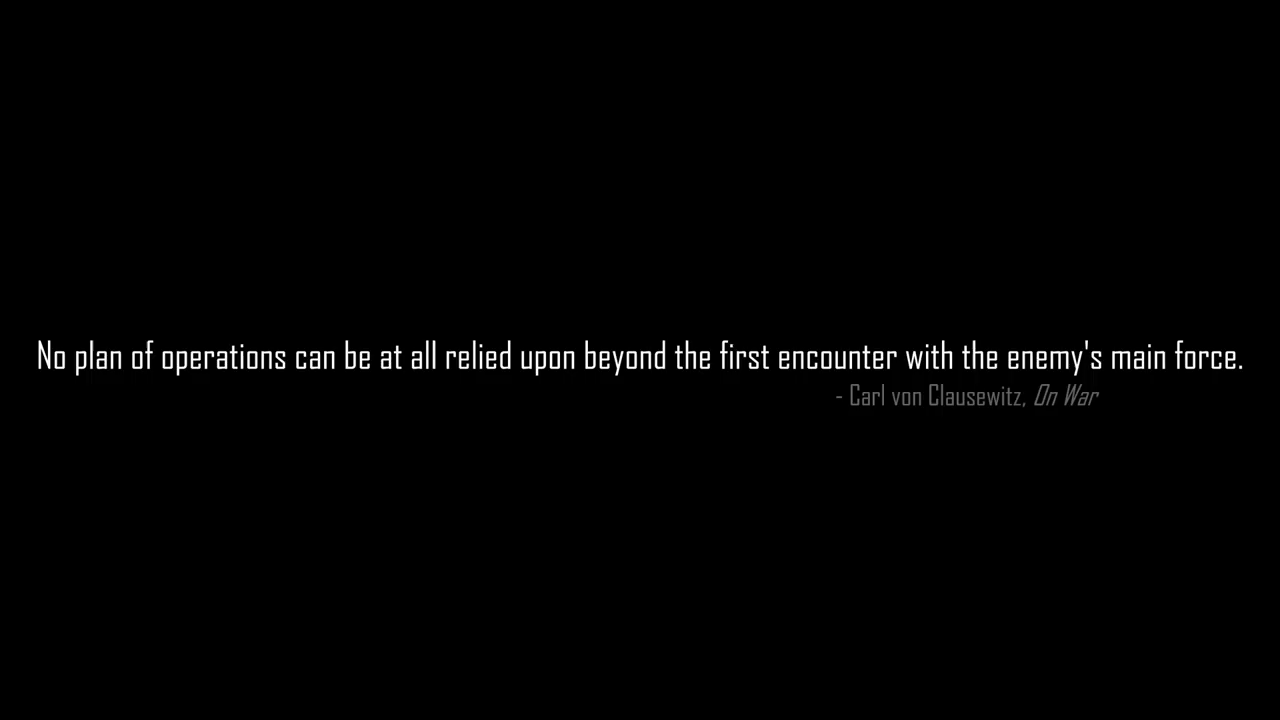 No plan of operations can be at all relied upon beyond the first encounter with the enemy's main force.
- Carl von Clausewitz, On War